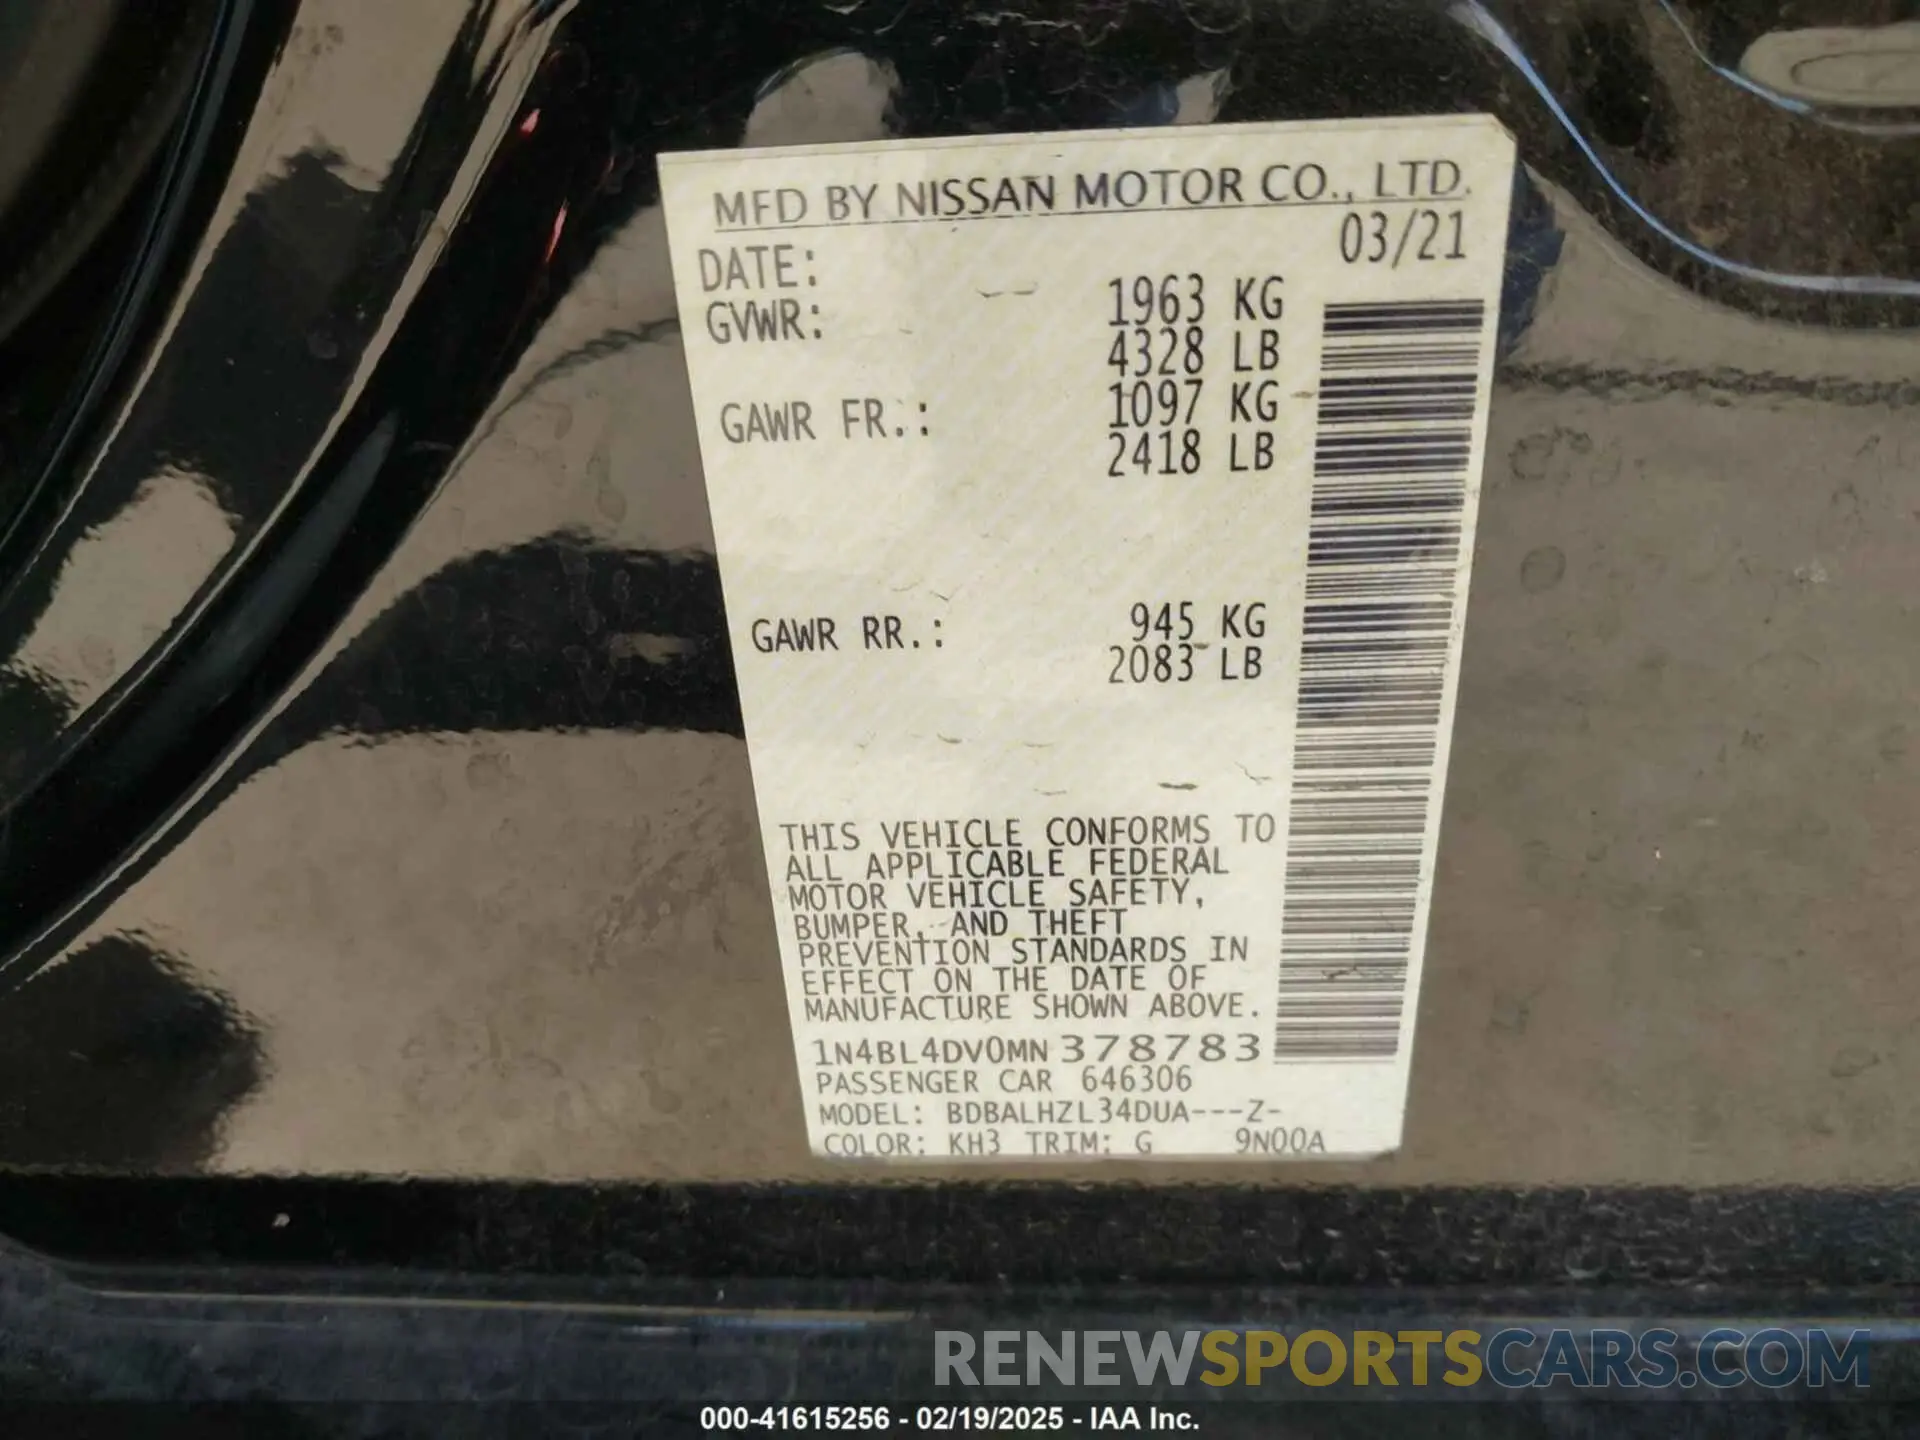 MFD BY NISSAN MOTOR CO., LTD.
DATE: 03/21
GVWR: 1963 KG
4328 LB
GAWR FR.: 1097 KG
2418 LB
GAWR RR.: 945 KG
2083 LB
THIS VEHICLE CONFORMS TO
ALL APPLICABLE FEDERAL
MOTOR VEHICLE SAFETY,
BUMPER, AND THEFT
PREVENTION STANDARDS IN
EFFECT ON THE DATE OF
MANUFACTURE SHOWN ABOVE.
1N4BL4DV0MN378783
PASSENGER CAR 646306
MODEL: BDBALHZL34DUA---Z-
COLOR: KH3 TRIM: G 9N00A
RENEWSPORTSCARS.COM
000-41615256 - 02/19/2025 - IAA Inc.